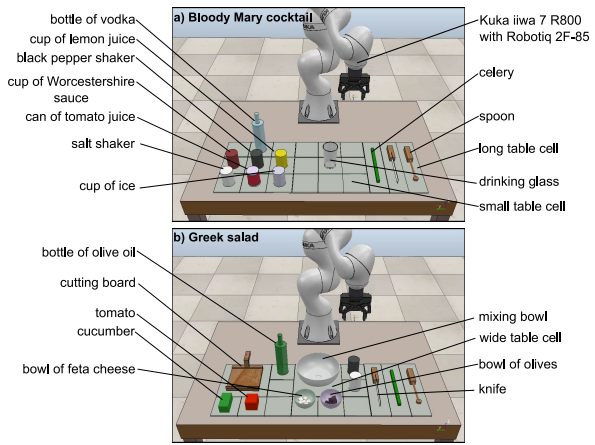 a) Bloody Mary cocktail
bottle of vodka
cup of lemon juice
black pepper shaker
cup of Worcestershire
sauce
can of tomato juice
salt shaker
cup of ice
Kuka iiwa 7 R800
with Robotiq 2F-85
celery
spoon
long table cell
drinking glass
small table cell
b) Greek salad
bottle of olive oil
cutting board
tomato
cucumber
bowl of feta cheese
mixing bowl
wide table cell
bowl of olives
knife